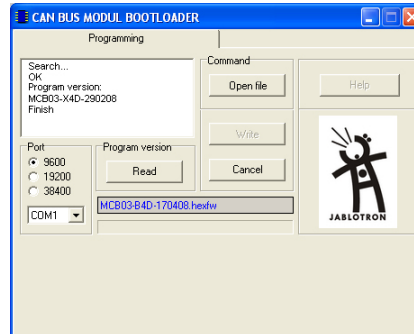 CAN BUS MODUL BOOTLOADER
Programming
Search...
OK
Program version:
MCB03-X4D-290208
Finish
Command
Open file
Help
Write
Cancel
Port
9600
19200
38400
COM1
Program version
Read
MCB03-B4D-170408.hexfw
JABLOTRON